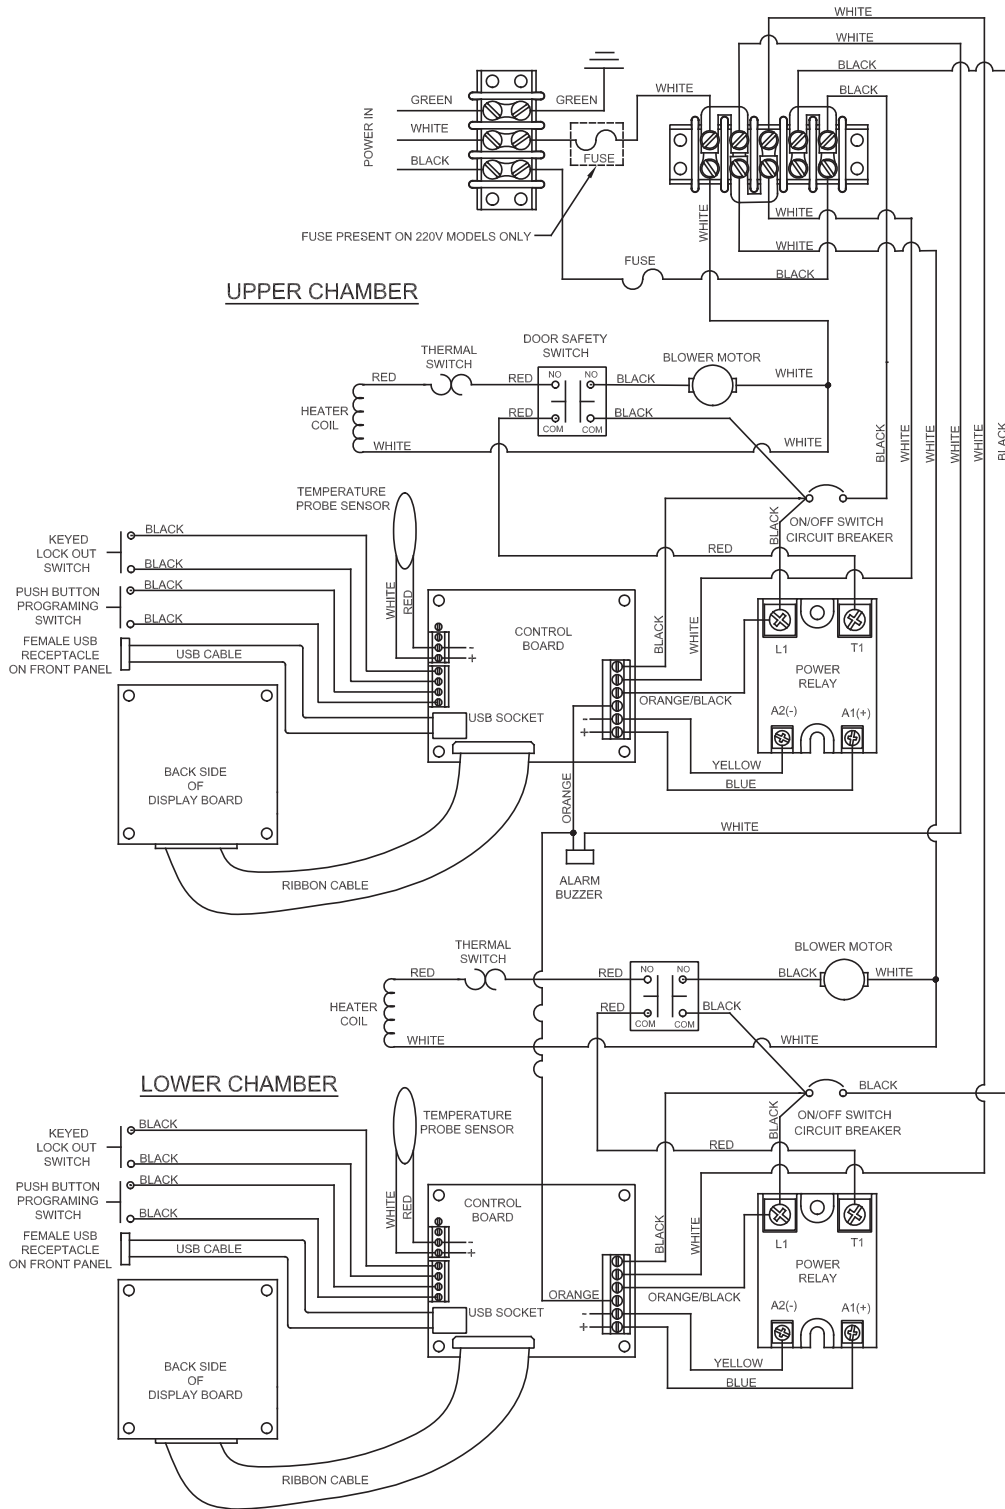 WHITE
WHITE
BLACK
BLACK
WHITE
GREEN
GREEN
WHITE
BLACK
POWER IN
FUSE
FUSE PRESENT ON 220V MODELS ONLY
WHITE
WHITE
WHITE
FUSE
BLACK
UPPER CHAMBER
DOOR SAFETY
SWITCH
THERMAL
SWITCH
BLOWER MOTOR
RED
RED
NO
NO
BLACK
WHITE
HEATER
COIL
RED
COM
COM
BLACK
WHITE
WHITE
BLACK
WHITE
WHITE
WHITE
WHITE
BLACK
TEMPERATURE
PROBE SENSOR
ON/OFF SWITCH
CIRCUIT BREAKER
BLACK
KEYED
LOCK OUT
SWITCH
BLACK
BLACK
RED
PUSH BUTTON
PROGRAMING
SWITCH
BLACK
BLACK
WHITE
RED
FEMALE USB
RECEPTACLE
ON FRONT PANEL
USB CABLE
CONTROL
BOARD
BLACK
WHITE
L1
T1
POWER
RELAY
-
+
ORANGE/BLACK
A2(-)
A1(+)
USB SOCKET
-
+
YELLOW
BLUE
BACK SIDE
OF
DISPLAY BOARD
ORANGE
WHITE
RIBBON CABLE
ALARM
BUZZER
THERMAL
SWITCH
BLOWER MOTOR
RED
RED
NO
NO
BLACK
WHITE
HEATER
COIL
RED
COM
COM
BLACK
WHITE
WHITE
LOWER CHAMBER
BLACK
TEMPERATURE
PROBE SENSOR
ON/OFF SWITCH
CIRCUIT BREAKER
BLACK
KEYED
LOCK OUT
SWITCH
BLACK
BLACK
RED
PUSH BUTTON
PROGRAMING
SWITCH
BLACK
BLACK
WHITE
RED
FEMALE USB
RECEPTACLE
ON FRONT PANEL
USB CABLE
CONTROL
BOARD
BLACK
WHITE
L1
T1
POWER
RELAY
-
+
ORANGE
ORANGE/BLACK
A2(-)
A1(+)
USB SOCKET
-
+
YELLOW
BLUE
BACK SIDE
OF
DISPLAY BOARD
RIBBON CABLE